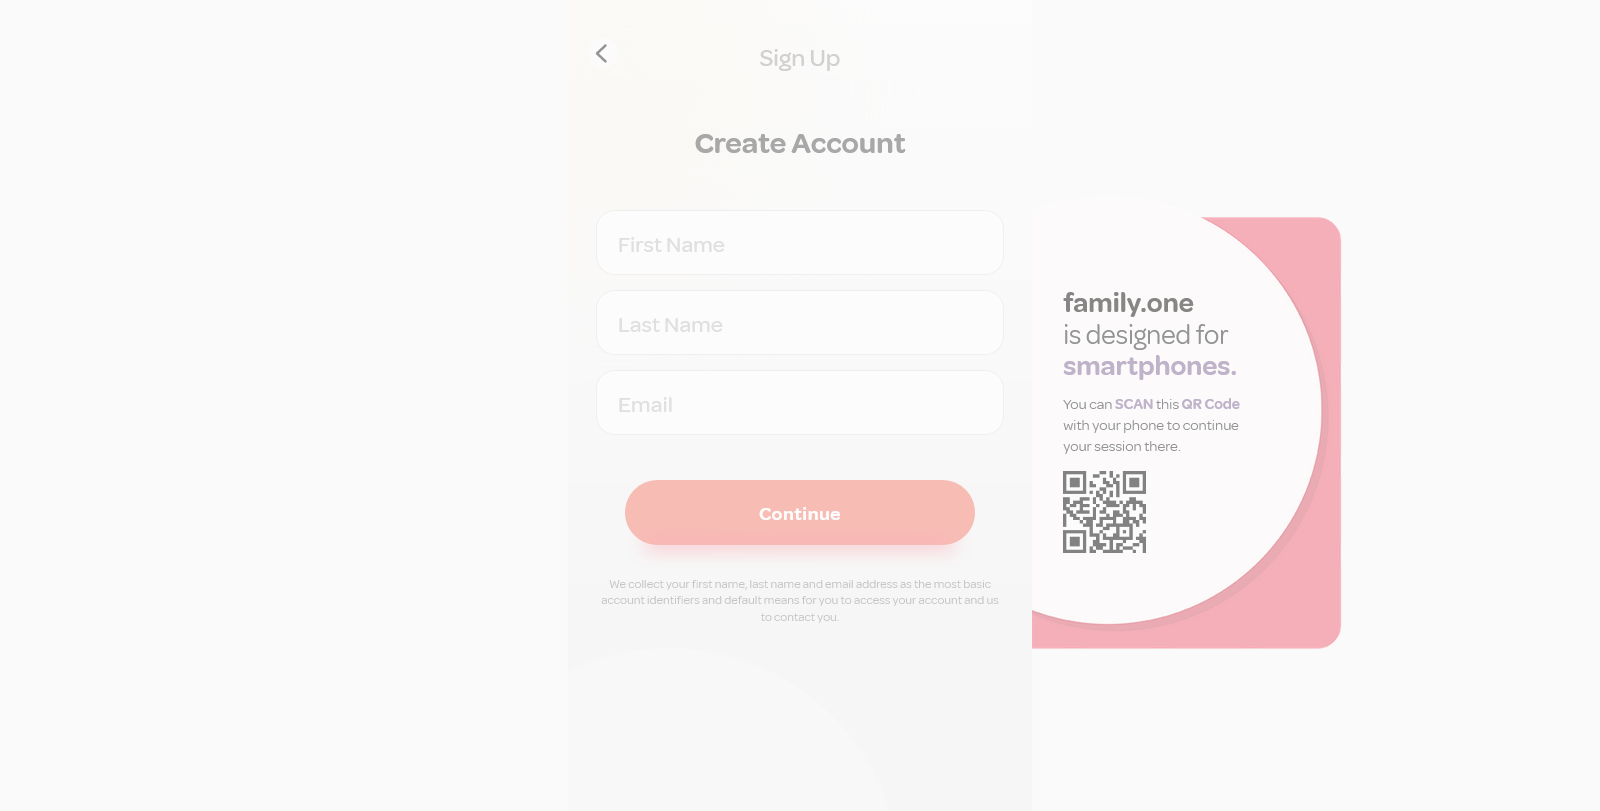 Sign Up
Create Account
First Name
Last Name
Email
Continue
We collect your first name, last name and email address as the most basic
account identifiers and default means for you to access your account and us
to contact you.
family.one
is designed for
smartphones.
You can SCAN this QR Code
with your phone to continue
your session there.